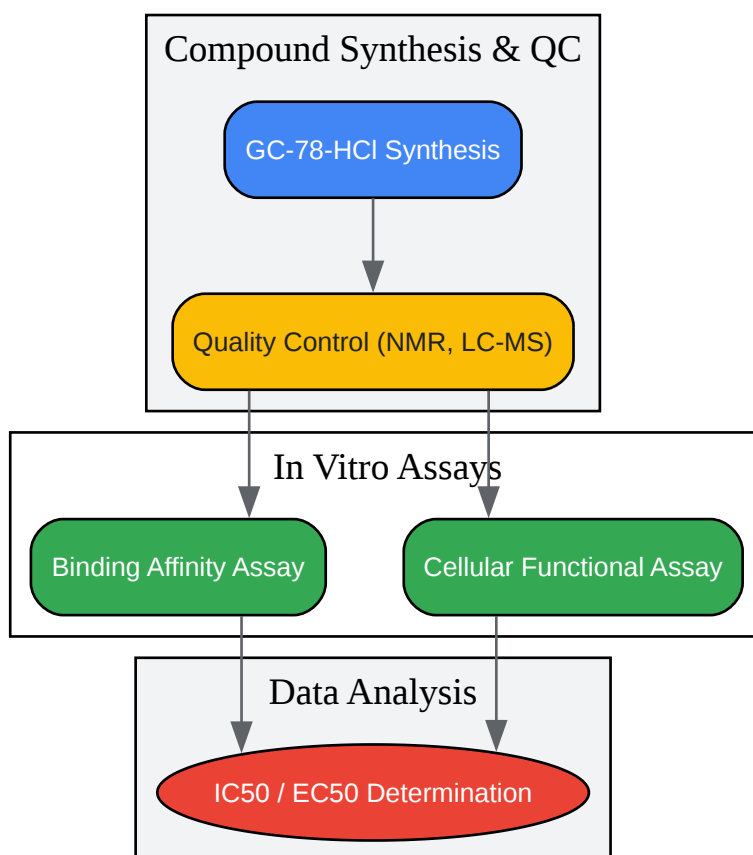 Compound Synthesis & QC
GC-78-HCl Synthesis
Quality Control (NMR, LC-MS)
In Vitro Assays
Binding Affinity Assay
Cellular Functional Assay
Data Analysis
IC50 / EC50 Determination